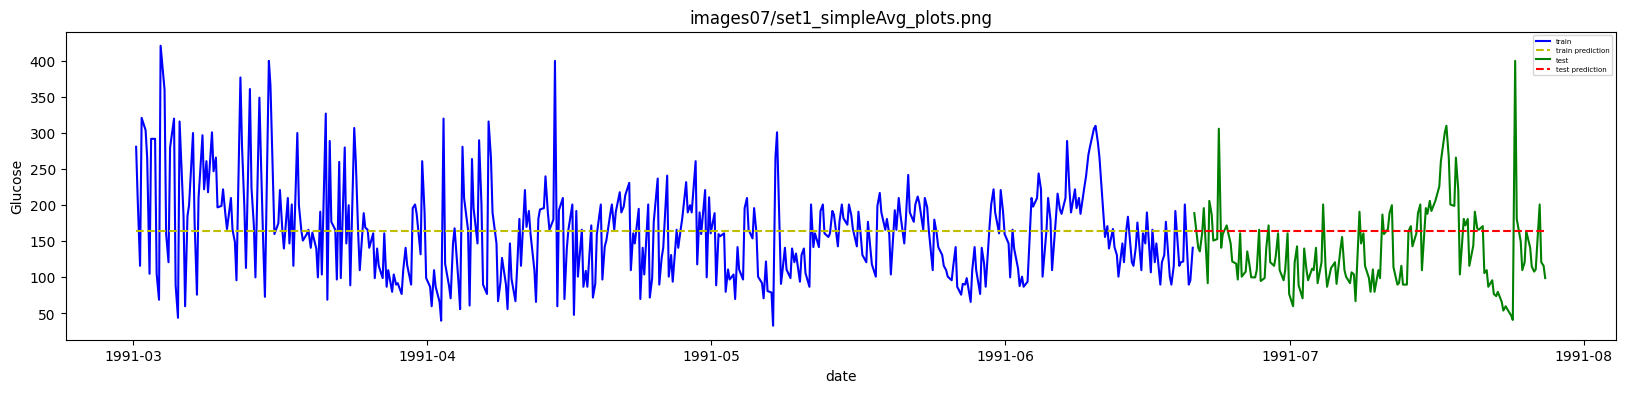 images07/set1_simpleAvg_plots.png
train
train prediction
test
test prediction
Glucose
400
350
300
250
200
150
100
50
1991-03
1991-04
1991-05
1991-06
1991-07
1991-08
date